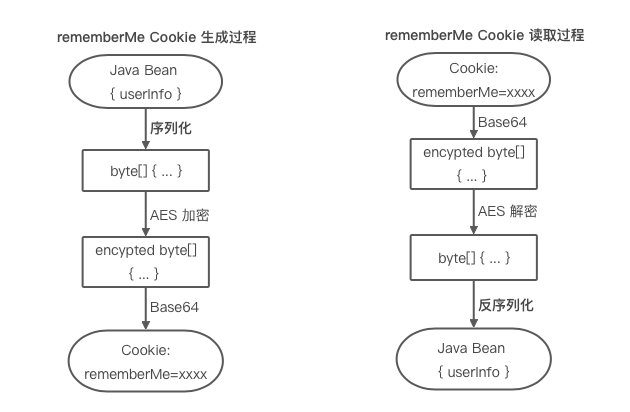 rememberMe Cookie 生成过程
Java Bean
{ userInfo }
序列化
byte[] { ... }
AES 加密
encypted byte[]
{ ... }
Base64
Cookie:
rememberMe=xxxx
rememberMe Cookie 读取过程
Cookie:
rememberMe=xxxx
Base64
encypted byte[]
{ ... }
AES 解密
byte[] { ... }
反序列化
Java Bean
{ userInfo }